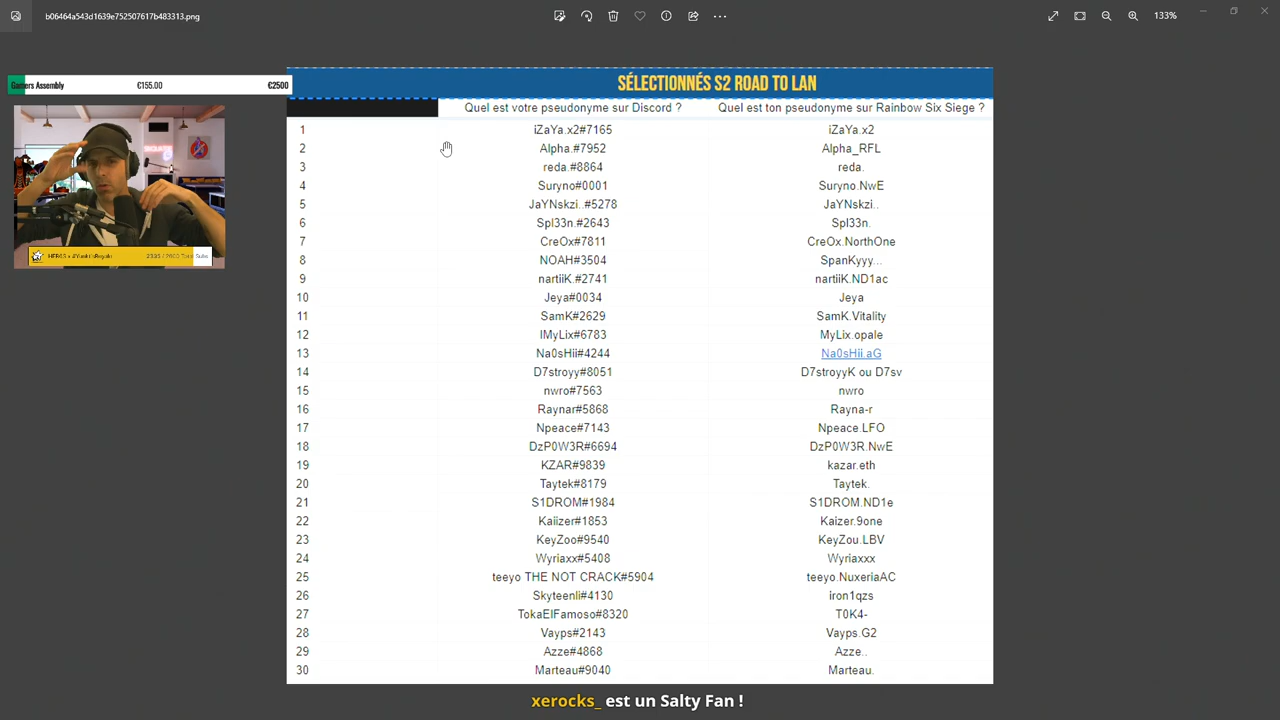 b06464a543d1639e752507617b483313.png
133%
Gamers Assembly €155.00 €2500
SÉLECTIONNÉS S2 ROAD TO LAN
Quel est votre pseudonyme sur Discord ? Quel est ton pseudonyme sur Rainbow Six Siege ?
1 iZaYa.x2#7165 iZaYa.x2
2 Alpha.#7952 Alpha_RFL
3 reda.#8864 reda.
4 Suryno#0001 Suryno.NwE
5 JaYNskzi..#5278 JaYNskzi..
6 Spl33n.#2643 Spl33n.
7 CreOx#7811 CreOx.NorthOne
8 NOAH#3504 SpanKyyy...
9 nartiiK.#2741 nartiiK.ND1ac
10 Jeya#0034 Jeya
11 SamK#2629 SamK.Vitality
12 IMyLix#6783 MyLix.opale
13 Na0sHii#4244 Na0sHii.aG
14 D7stroyy#8051 D7stroyyK ou D7sv
15 nwro#7563 nwro
16 Raynar#5868 Rayna-r
17 Npeace#7143 Npeace.LFO
18 DzP0W3R#6694 DzP0W3R.NwE
19 KZAR#9839 kazar.eth
20 Taytek#8179 Taytek.
21 S1DROM#1984 S1DROM.ND1e
22 Kaiizer#1853 Kaizer.9one
23 KeyZoo#9540 KeyZou.LBV
24 Wyriaxx#5408 Wyriaxxx
25 teeyo THE NOT CRACK#5904 teeyo.NuxeriaAC
26 Skyteenli#4130 iron1qzs
27 TokaElFamoso#8320 T0K4-
28 Vayps#2143 Vayps.G2
29 Azze#4868 Azze..
30 Marteau#9040 Marteau.
xerocks_ est un Salty Fan !